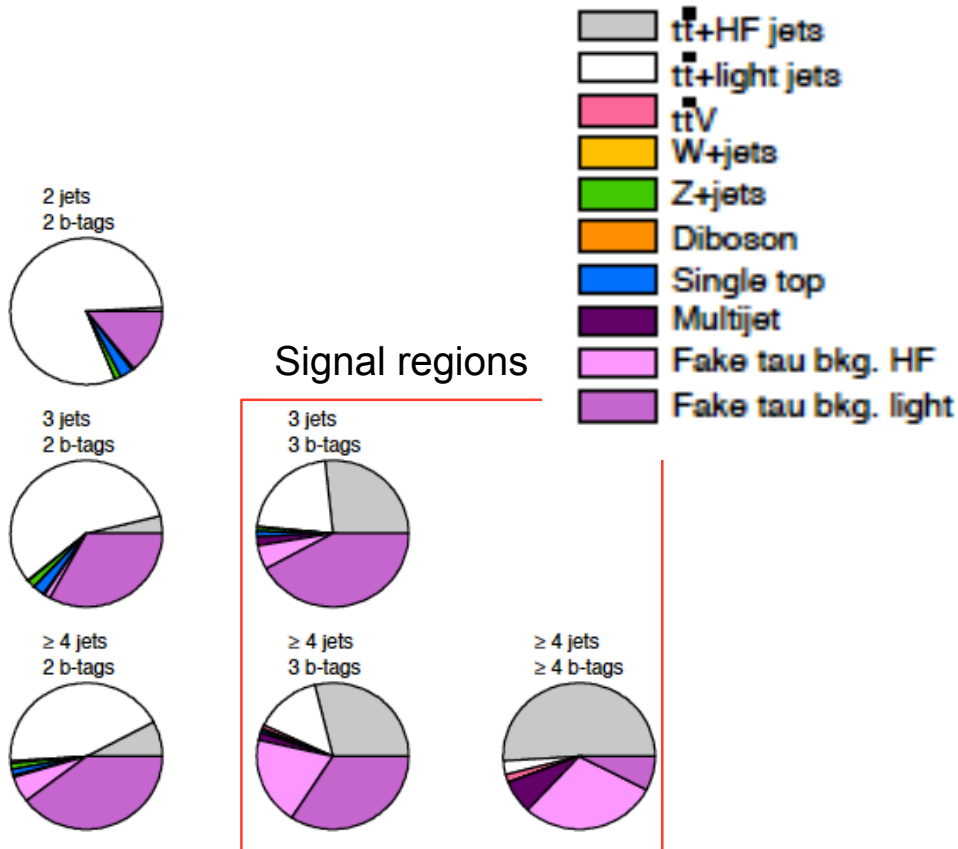 tt̄+HF jets
tt̄+light jets
tt̄V
W+jets
Z+jets
Diboson
Single top
Multijet
Fake tau bkg. HF
Fake tau bkg. light
2 jets
2 b-tags
Signal regions
3 jets
2 b-tags
3 jets
3 b-tags
≥ 4 jets
2 b-tags
≥ 4 jets
3 b-tags
≥ 4 jets
≥ 4 b-tags